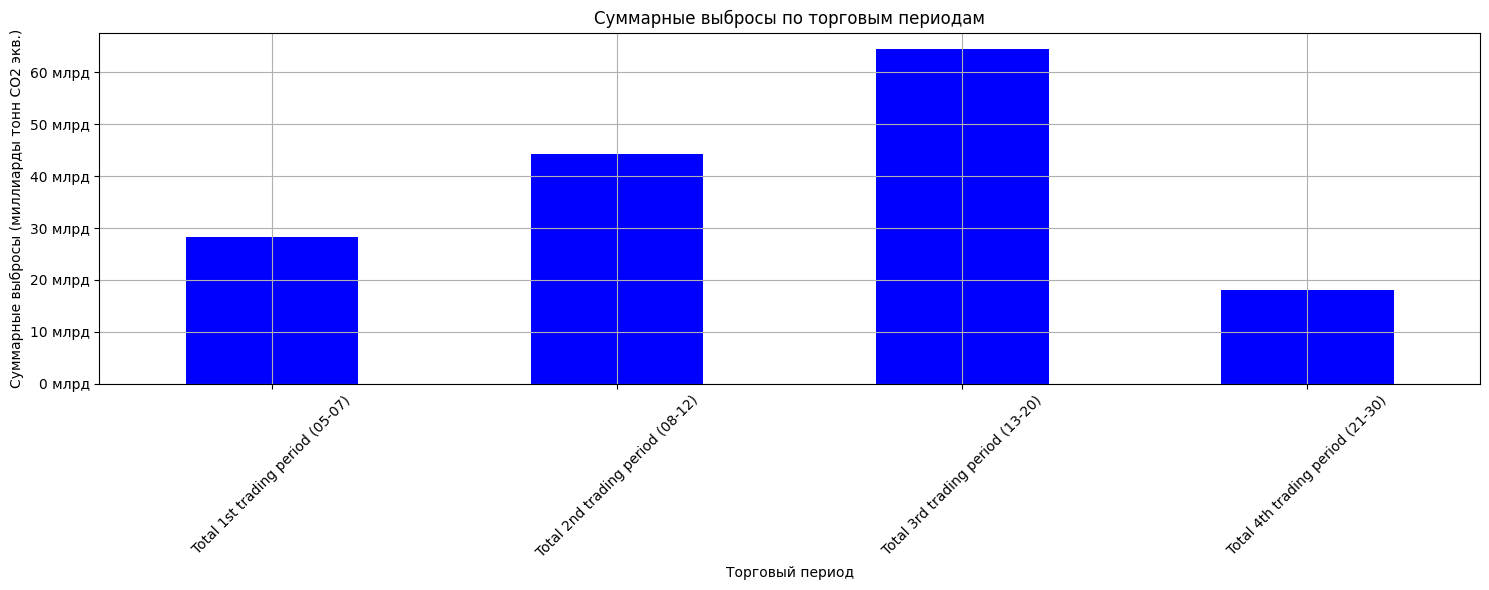 Суммарные выбросы по торговым периодам
Суммарные выбросы (миллиарды тонн CO2 экв.)
60 млрд
50 млрд
40 млрд
30 млрд
20 млрд
10 млрд
0 млрд
Total 1st trading period (05-07)
Total 2nd trading period (08-12)
Total 3rd trading period (13-20)
Total 4th trading period (21-30)
Торговый период